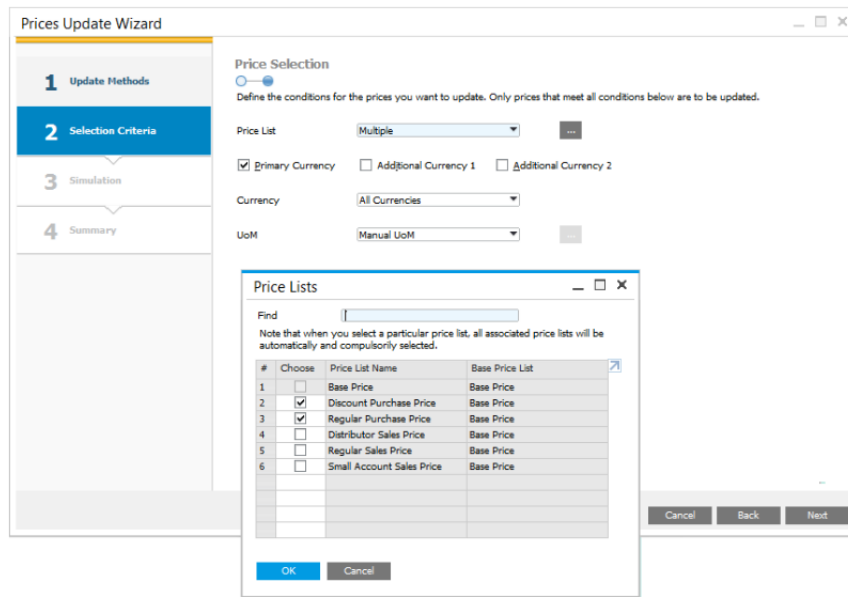 Prices Update Wizard
1 Update Methods
2 Selection Criteria
3 Simulation
4 Summary
Price Selection
Define the conditions for the prices you want to update. Only prices that meet all conditions below are to be updated.
Price List Multiple ...
Primary Currency Additional Currency 1 Additional Currency 2
Currency All Currencies
UoM Manual UoM ...
Price Lists
Find
Note that when you select a particular price list, all associated price lists will be
automatically and compulsorily selected.
# Choose Price List Name Base Price List
1 Base Price Base Price
2 Discount Purchase Price Base Price
3 Regular Purchase Price Base Price
4 Distributor Sales Price Base Price
5 Regular Sales Price Base Price
6 Small Account Sales Price Base Price
OK Cancel
Cancel Back Next